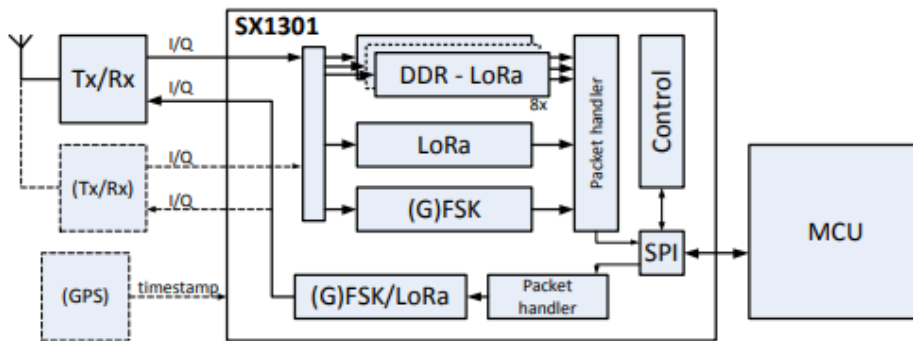 SX1301
I/Q
Tx/Rx
I/Q
DDR - LoRa
8x
Packet handler
Control
LoRa
I/Q
(Tx/Rx)
I/Q
(G)FSK
MCU
SPI
(GPS)
timestamp
(G)FSK/LoRa
Packet
handler